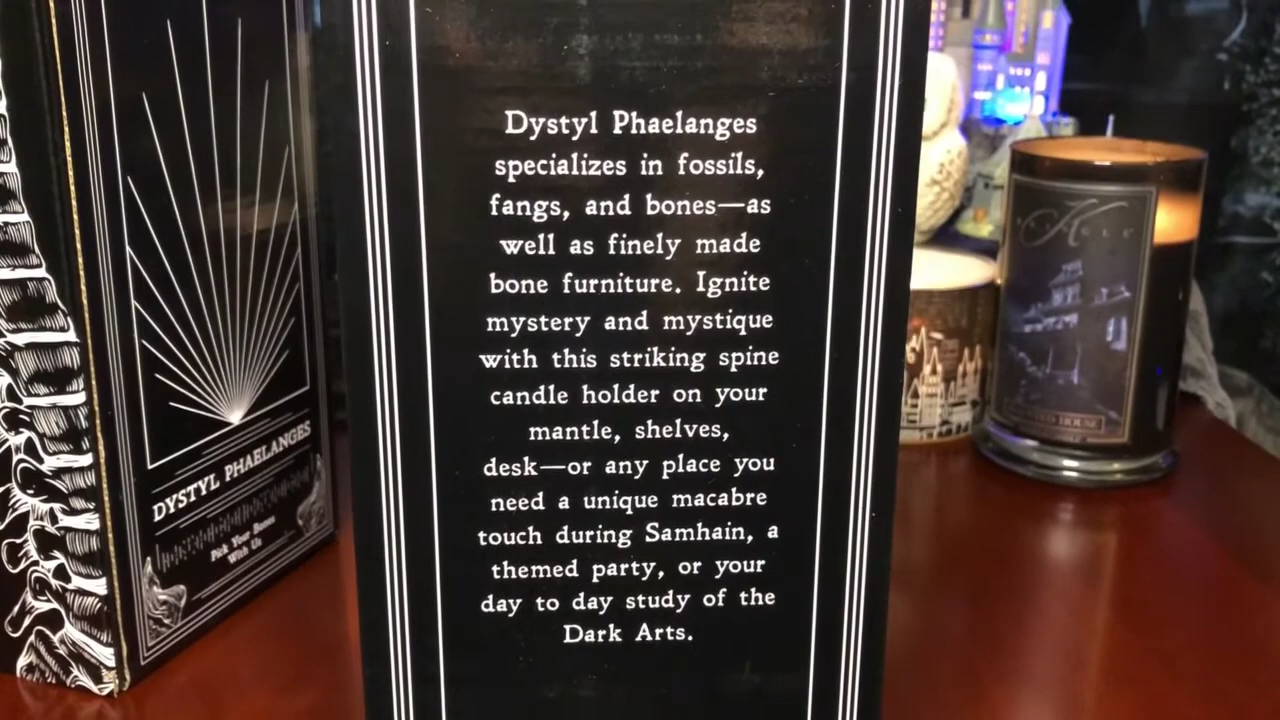 Dystyl Phaelanges
specializes in fossils,
fangs, and bones—as
well as finely made
bone furniture. Ignite
mystery and mystique
with this striking spine
candle holder on your
mantle, shelves,
desk—or any place you
need a unique macabre
touch during Samhain, a
themed party, or your
day to day study of the
Dark Arts.
DYSTYL PHAELANGES
Pick Your Bones
With Us